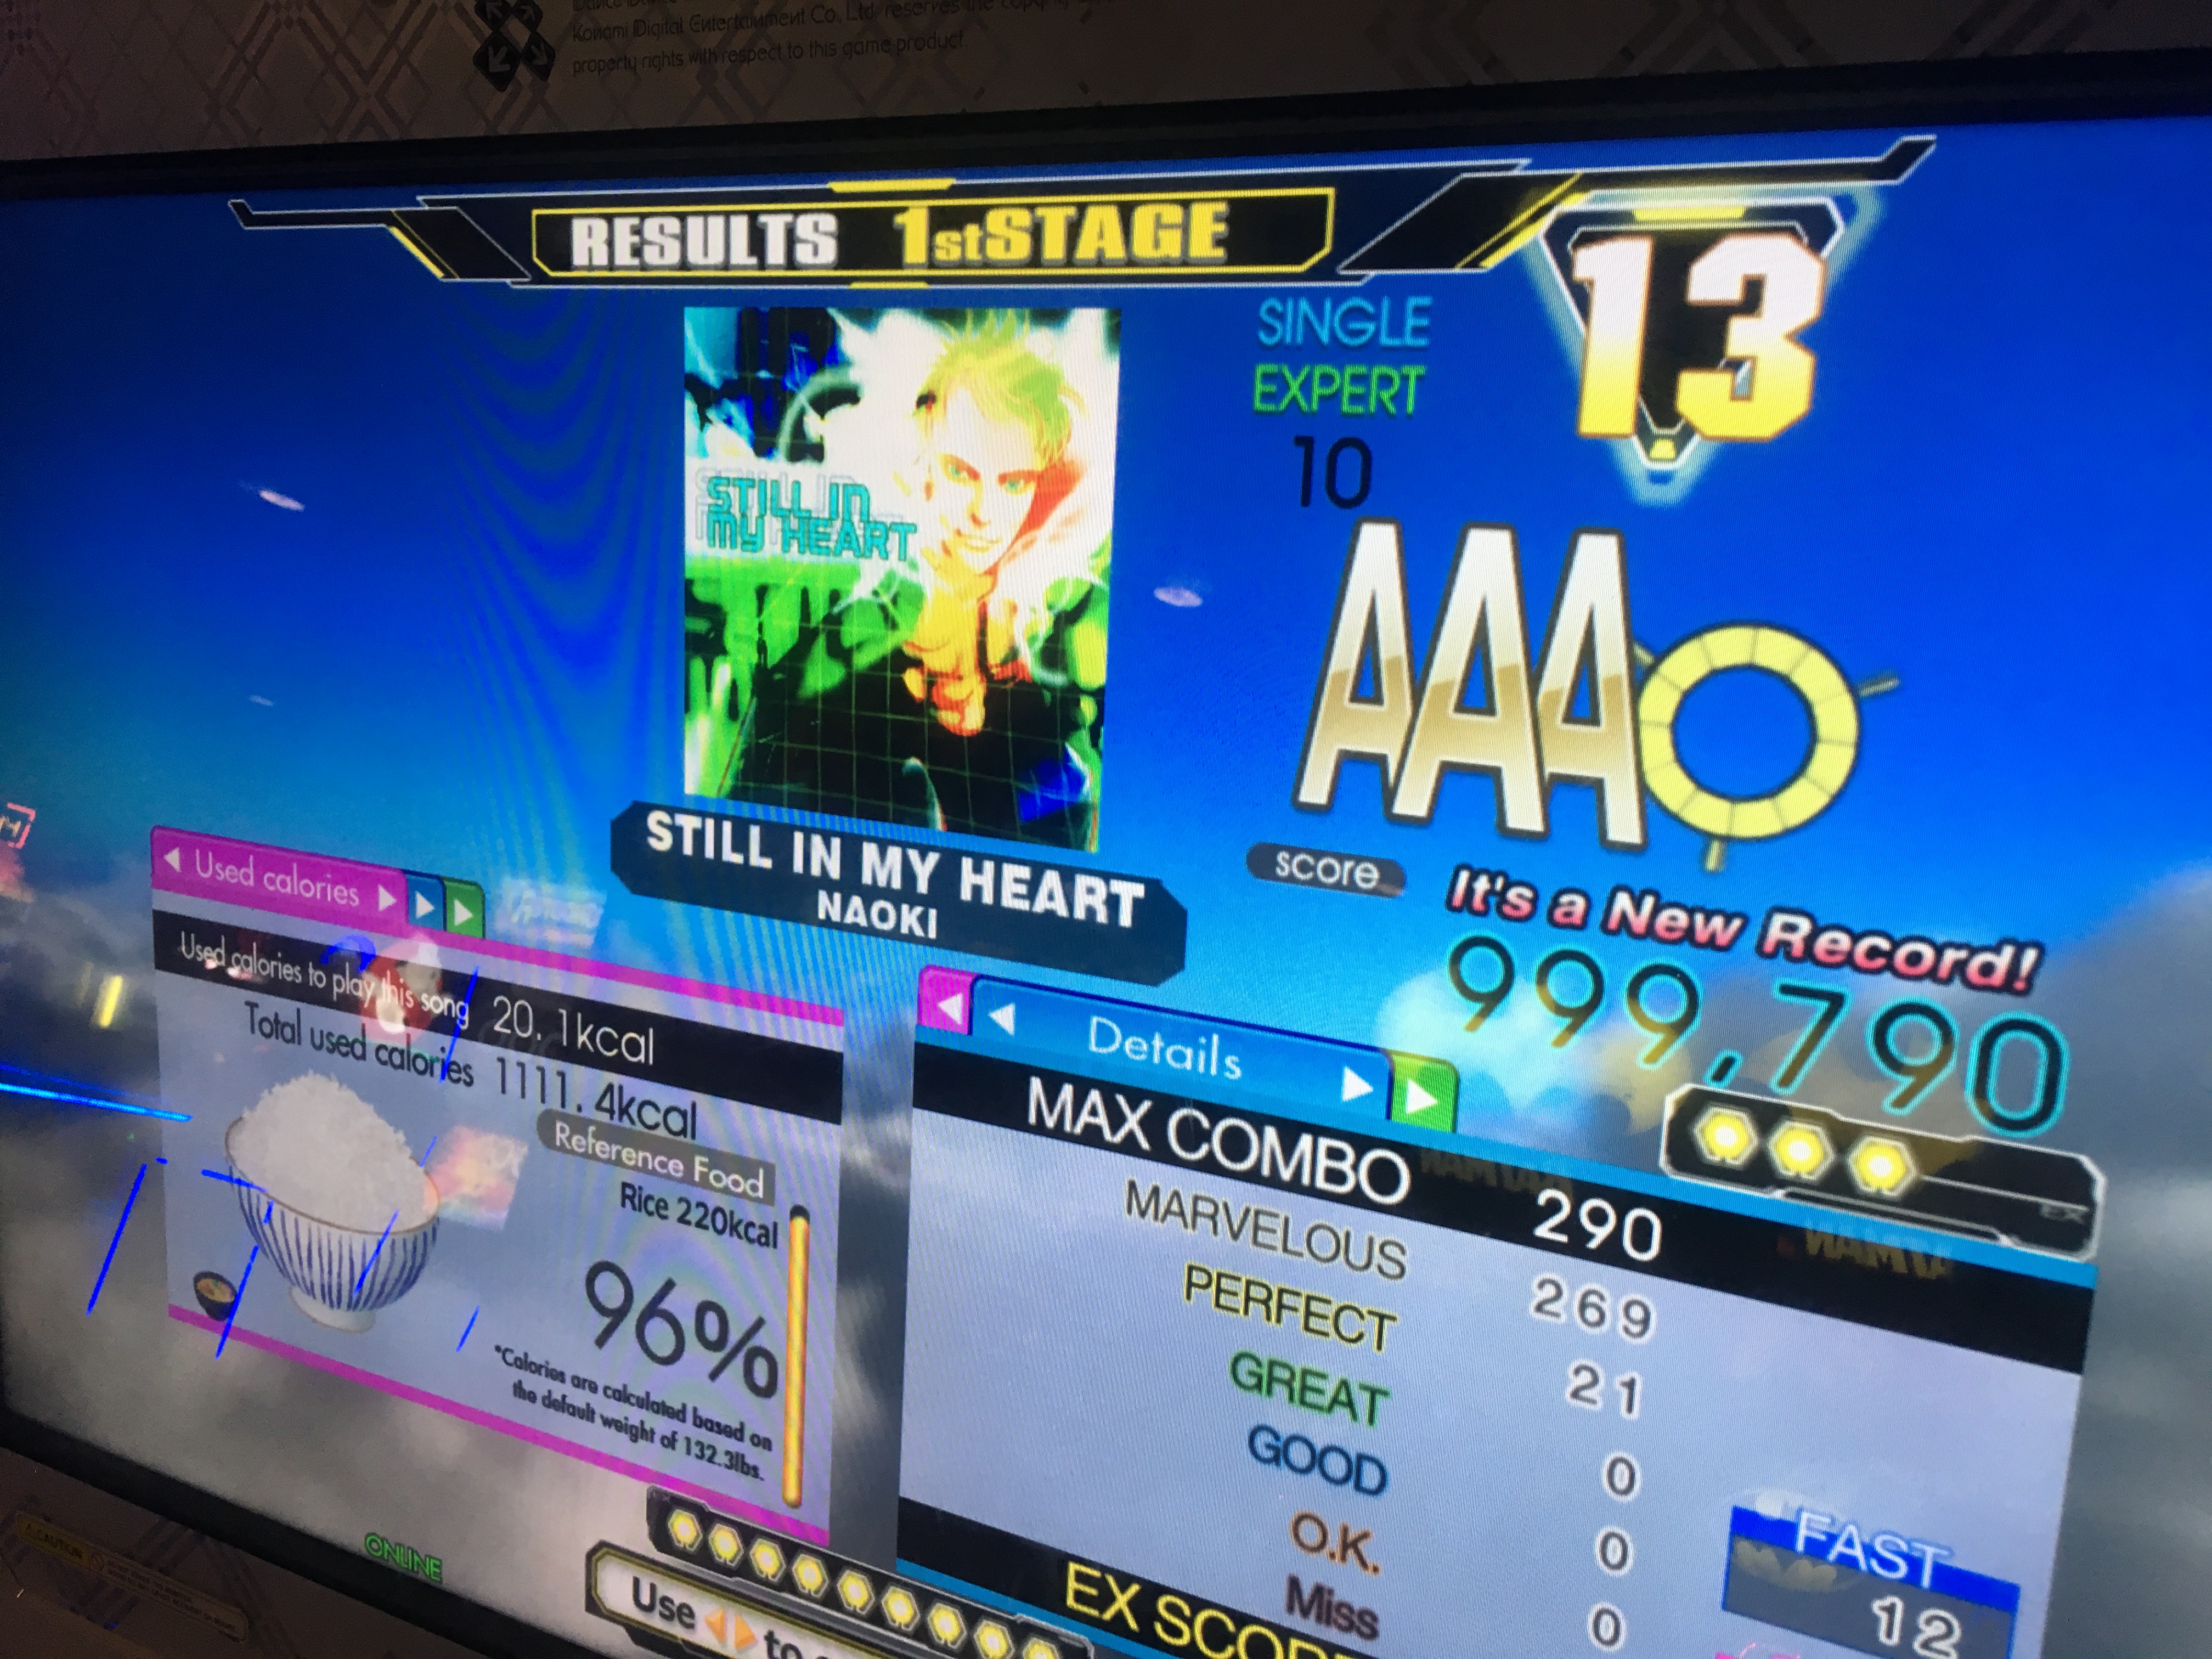 Konami Digital Entertainment Co., Ltd. reserves the
property rights with respect to this game product.
RESULTS 1stSTAGE
13
SINGLE
EXPERT
10
STILL IN
MY HEART
AAA
STILL IN MY HEART
NAOKI
score
It's a New Record!
999,790
Used calories
Used calories to play this song 20.1kcal
Total used calories 1111.4kcal
Reference Food
Rice 220kcal
96%
*Calories are calculated based on
the default weight of 132.3lbs.
Details
MAX COMBO 290
MARVELOUS 269
PERFECT 21
GREAT 0
GOOD 0
O.K. 0
Miss
EX SCOR
EX
FAST
12
ONLINE
Use
to
CAUTION